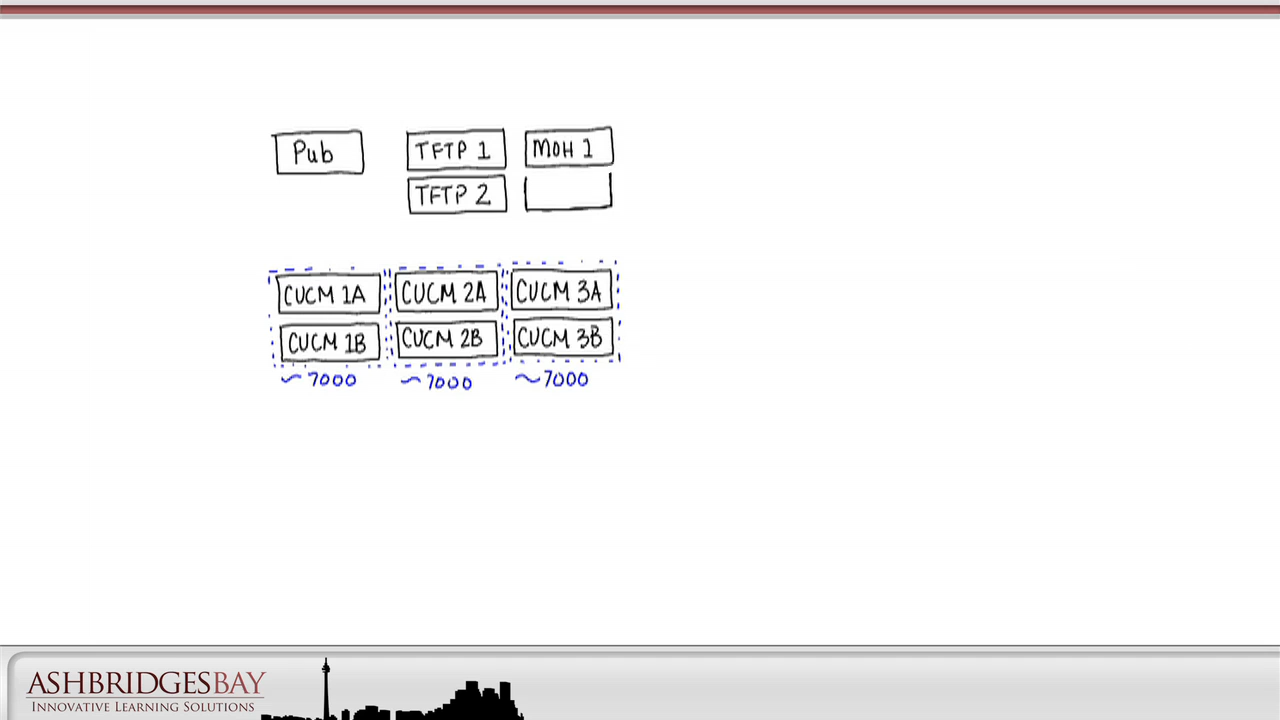 Pub
TFTP 1
MOH 1
TFTP 2
CUCM 1A
CUCM 2A
CUCM 3A
CUCM 1B
CUCM 2B
CUCM 3B
~7000
~7000
~7000
ASHBRIDGESBAY
INNOVATIVE LEARNING SOLUTIONS